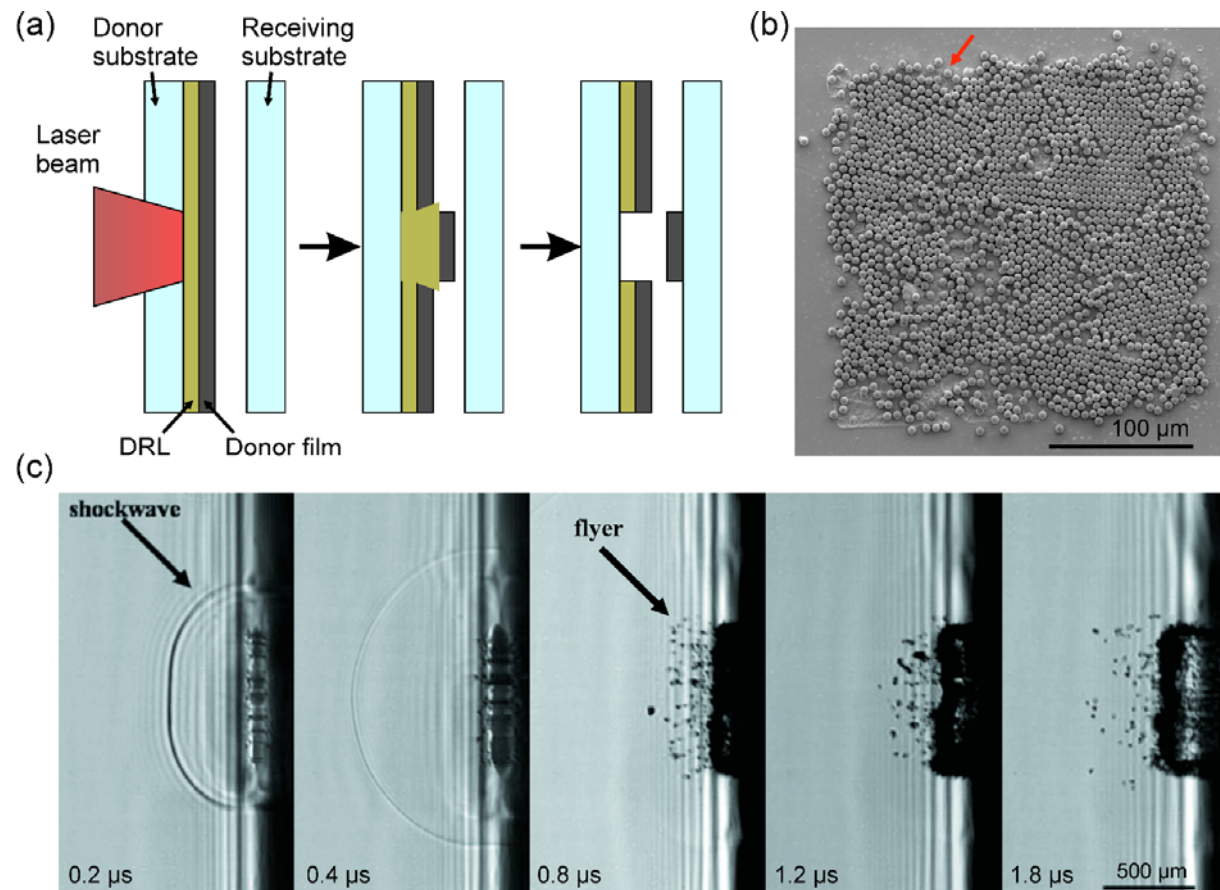 (a)
Donor
substrate
Receiving
substrate
Laser
beam
DRL
Donor film
(b)
100 µm
(c)
shockwave
flyer
0.2 µs
0.4 µs
0.8 µs
1.2 µs
1.8 µs
500 µm